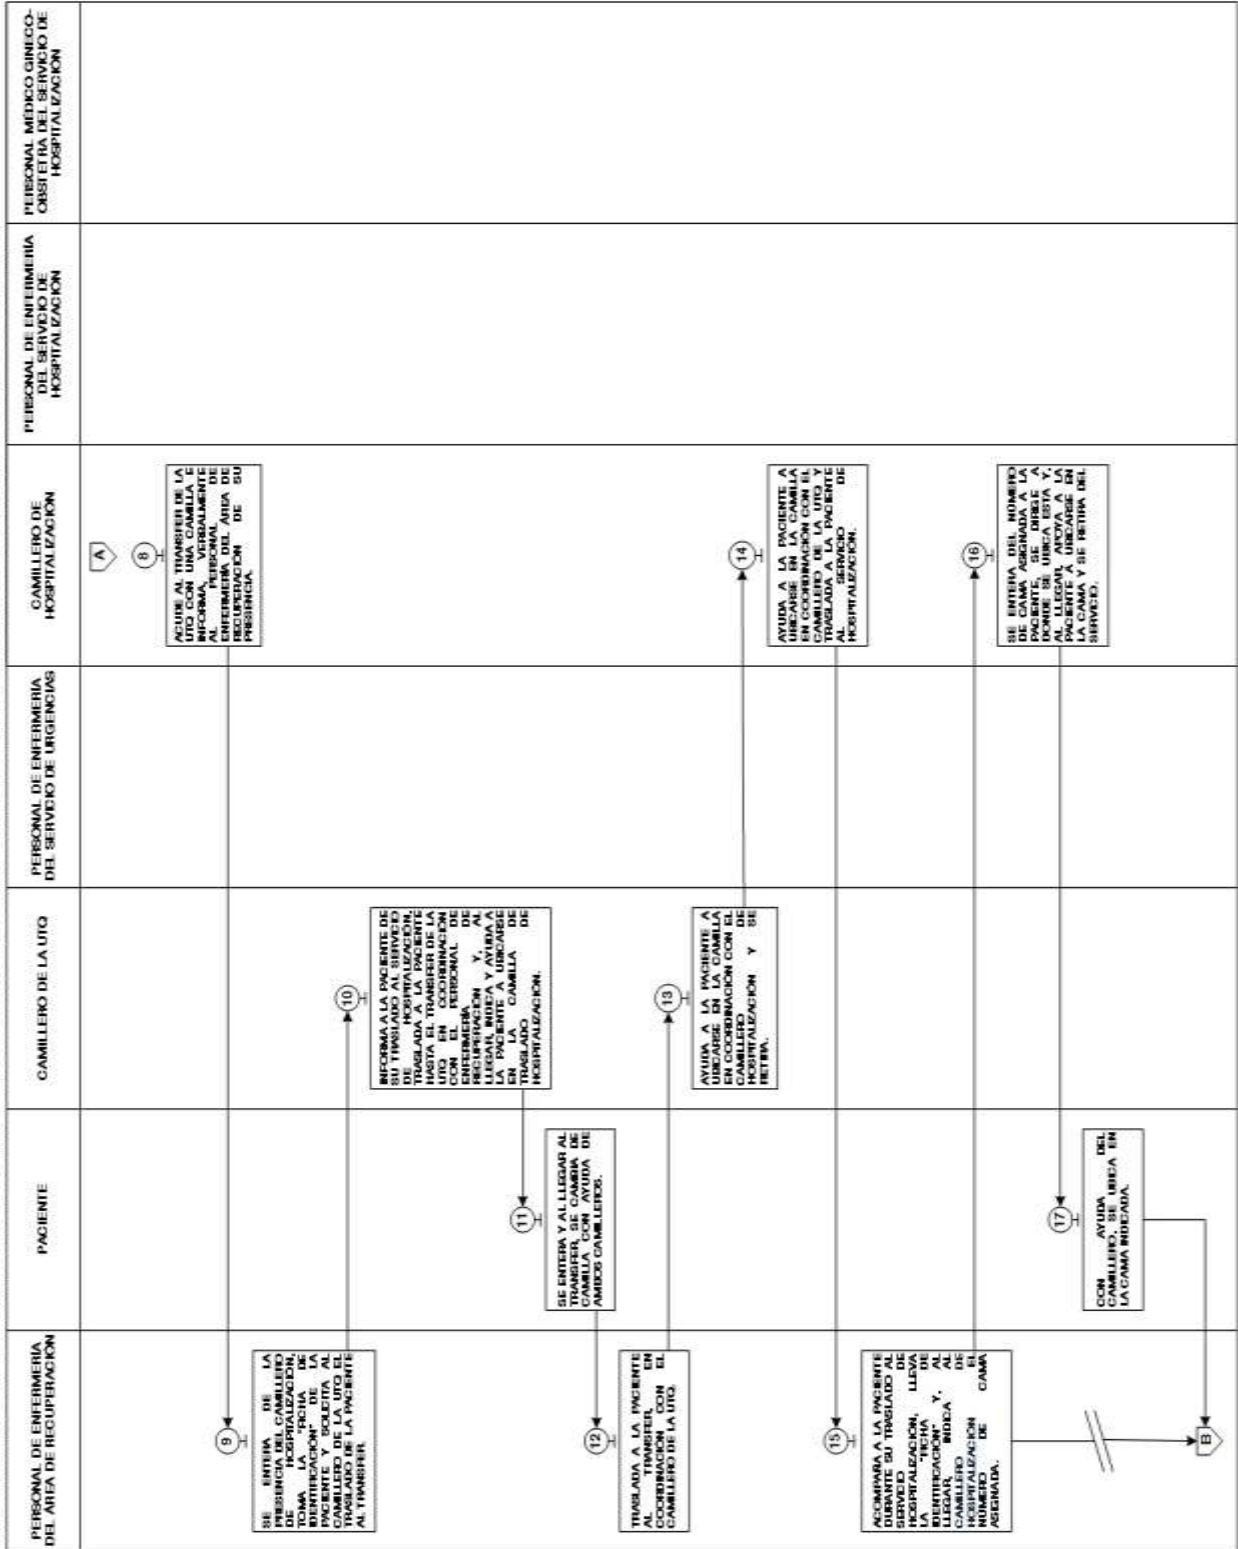 PERSONAL DE ENFERMERÍA
DEL ÁREA DE RECUPERACIÓN
PACIENTE
CAMILLERO DE LA UTQ
PERSONAL DE ENFERMERÍA
DEL SERVICIO DE URGENCIAS
CAMILLERO DE
HOSPITALIZACIÓN
PERSONAL DE ENFERMERÍA
DEL SERVICIO DE
HOSPITALIZACIÓN
PERSONAL MÉDICO GINECO-
OBSTETRA DEL SERVICIO DE
HOSPITALIZACIÓN
A
8
ACUDE AL TRANSFER DE LA
UTQ CON UNA CAMILLA E
INFORMA, VERBALMENTE
AL PERSONAL DE
ENFERMERÍA DEL ÁREA DE
RECUPERACIÓN DE SU
PRESENCIA.
9
SE ENTERA DE LA
PRESENCIA DEL CAMILLERO
DE HOSPITALIZACIÓN,
TOMA LA "FICHA DE
IDENTIFICACIÓN" DE LA
PACIENTE Y SOLICITA AL
CAMILLERO DE LA UTQ EL
TRASLADO DE LA PACIENTE
AL TRANSFER.
10
INFORMA A LA PACIENTE DE
SU TRASLADO AL SERVICIO
DE HOSPITALIZACIÓN,
TRASLADA A LA PACIENTE
HASTA EL TRANSFER DE LA
UTQ EN COORDINACIÓN
CON EL PERSONAL DE
ENFERMERÍA DE
RECUPERACIÓN Y, AL
LLEGAR, INDICA Y AYUDA A
LA PACIENTE A UBICARSE
EN LA CAMILLA DE
TRASLADO DE
HOSPITALIZACIÓN.
11
SE ENTERA Y AL LLEGAR AL
TRANSFER, SE CAMBIA DE
CAMILLA CON AYUDA DE
AMBOS CAMILLEROS.
12
TRASLADA A LA PACIENTE
AL TRANSFER, EN
COORDINACIÓN CON EL
CAMILLERO DE LA UTQ.
13
AYUDA A LA PACIENTE A
UBICARSE EN LA CAMILLA
EN COORDINACIÓN CON EL
CAMILLERO DE
HOSPITALIZACIÓN Y SE
RETIRA.
14
AYUDA A LA PACIENTE A
UBICARSE EN LA CAMILLA
EN COORDINACIÓN CON EL
CAMILLERO DE LA UTQ Y
TRASLADA A LA PACIENTE
AL SERVICIO DE
HOSPITALIZACIÓN.
15
ACOMPAÑA A LA PACIENTE
DURANTE SU TRASLADO AL
SERVICIO DE
HOSPITALIZACIÓN, LLEVA
LA "FICHA DE
IDENTIFICACIÓN" Y, AL
LLEGAR, INDICA AL
CAMILLERO DE
HOSPITALIZACIÓN EL
NÚMERO DE CAMA
ASIGNADA.
16
SE ENTERA DEL NÚMERO
DE CAMA ASIGNADA A LA
PACIENTE, SE DIRIGE A
DONDE SE UBICA ESTA Y,
AL LLEGAR, APOYA A LA
PACIENTE A UBICARSE EN
LA CAMA Y SE RETIRA DEL
SERVICIO.
17
CON AYUDA DEL
CAMILLERO, SE UBICA EN
LA CAMA INDICADA.
B